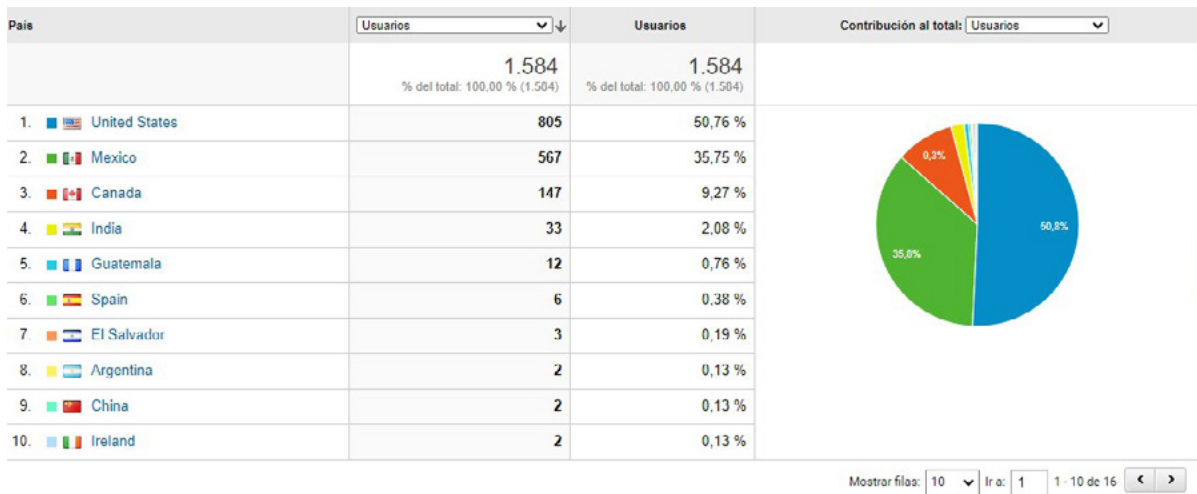 País Usuarios Usuarios Contribución al total: Usuarios
1.584 1.584
% del total: 100,00 % (1.584) % del total: 100,00 % (1.584)
1. United States 805 50,76 %
2. Mexico 567 35,75 %
3. Canada 147 9,27 %
4. India 33 2,08 %
5. Guatemala 12 0,76 %
6. Spain 6 0,38 %
7. El Salvador 3 0,19 %
8. Argentina 2 0,13 %
9. China 2 0,13 %
10. Ireland 2 0,13 %
0,3%
50,8%
35,8%
Mostrar filas: 10 Ir a: 1 1 - 10 de 16